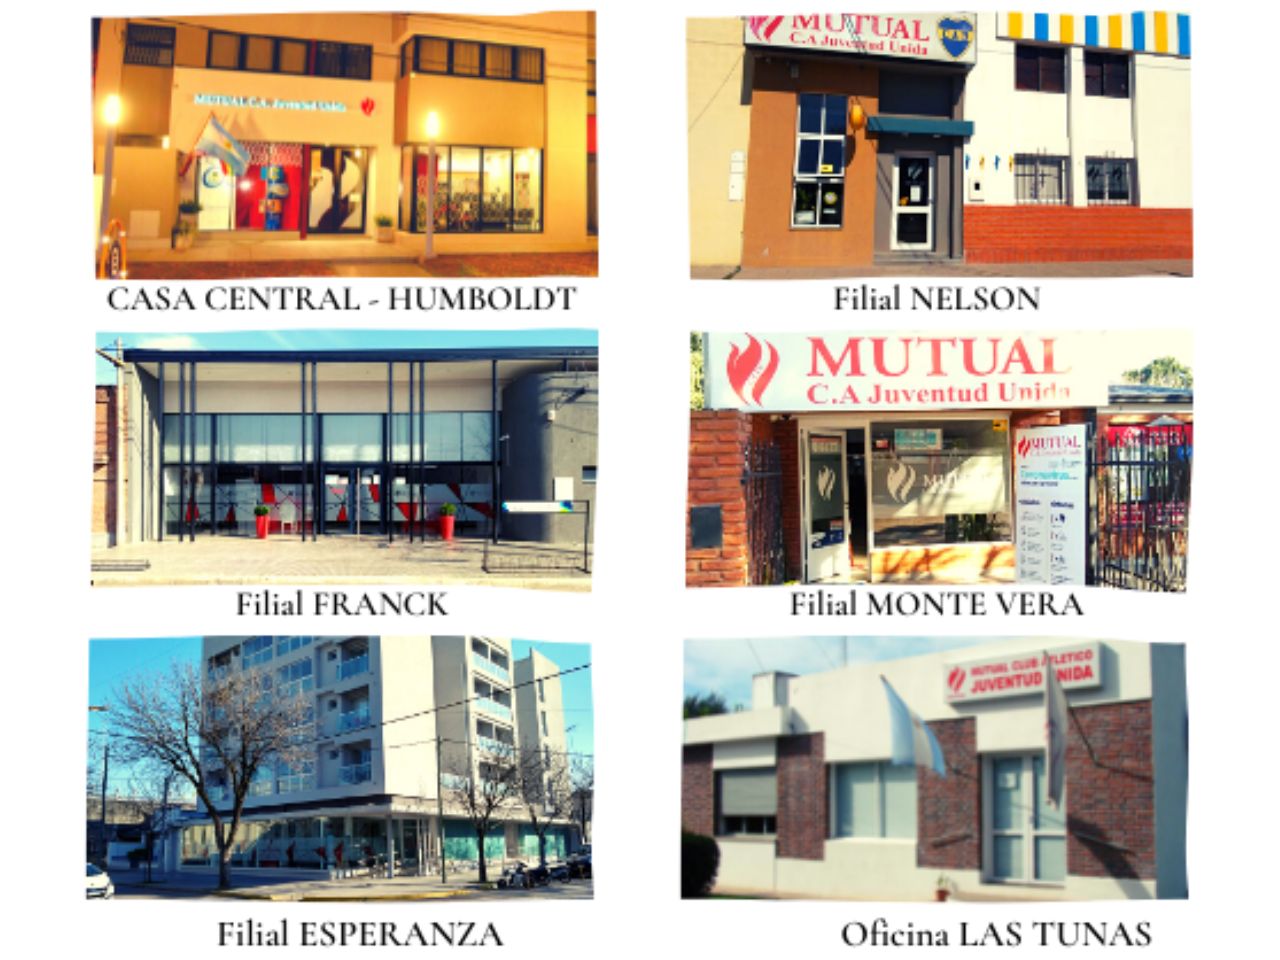 MUTUAL C.A. Juventud Unida
CASA CENTRAL - HUMBOLDT
MUTUAL
C.A Juventud Unida
Filial NELSON
Filial FRANCK
MUTUAL
C.A Juventud Unida
MUTUAL
Filial MONTE VERA
Filial ESPERANZA
MUTUAL CLUB ATLETICO
JUVENTUD UNIDA
Oficina LAS TUNAS